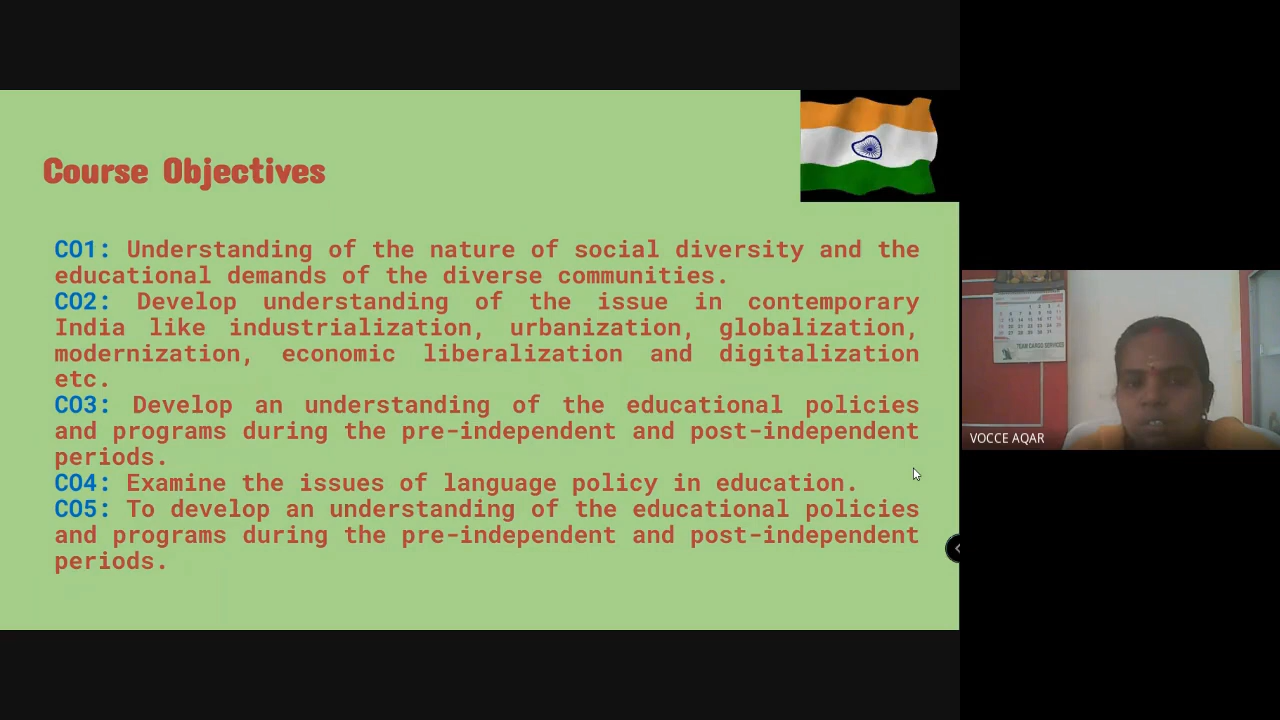 Course Objectives
CO1: Understanding of the nature of social diversity and the
educational demands of the diverse communities.
CO2: Develop understanding of the issue in contemporary
India like industrialization, urbanization, globalization,
modernization, economic liberalization and digitalization
etc.
CO3: Develop an understanding of the educational policies
and programs during the pre-independent and post-independent
periods.
CO4: Examine the issues of language policy in education.
CO5: To develop an understanding of the educational policies
and programs during the pre-independent and post-independent
periods.
TEAM CARGO SERVICES
VOCCE AQAR